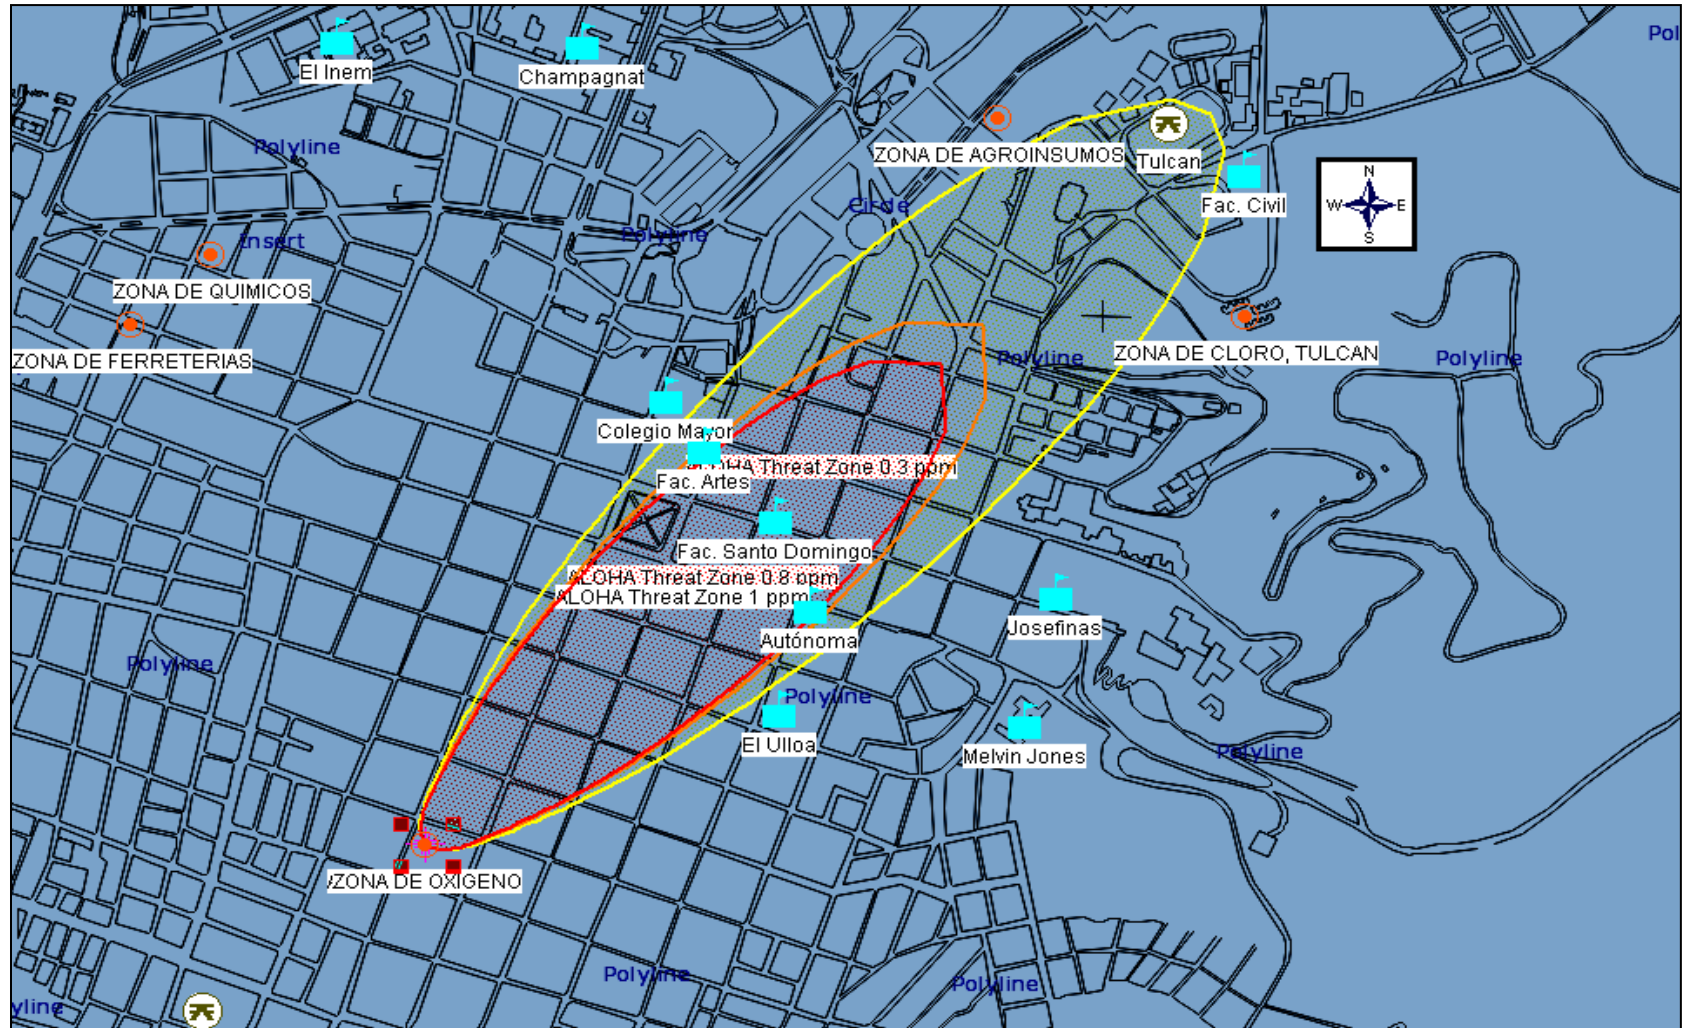 Pol
El Inem
Champagnat
Polyline
ZONA DE AGROINSUMOS
Tulcan
N
W E
S
Fac. Civil
Circle
Polyline
Insert
ZONA DE QUIMICOS
ZONA DE FERRETERIAS
Polyline
ZONA DE CLORO, TULCAN
Polyline
Colegio Mayor
ALOHA Threat Zone 0.3 ppm
Fac. Artes
Fac. Santo Domingo
ALOHA Threat Zone 0.8 ppm
ALOHA Threat Zone 1 ppm
Josefinas
Autónoma
Polyline
Polyline
El Ulloa
Melvin Jones
Polyline
ZONA DE OXIGENO
Polyline
Polyline
yline